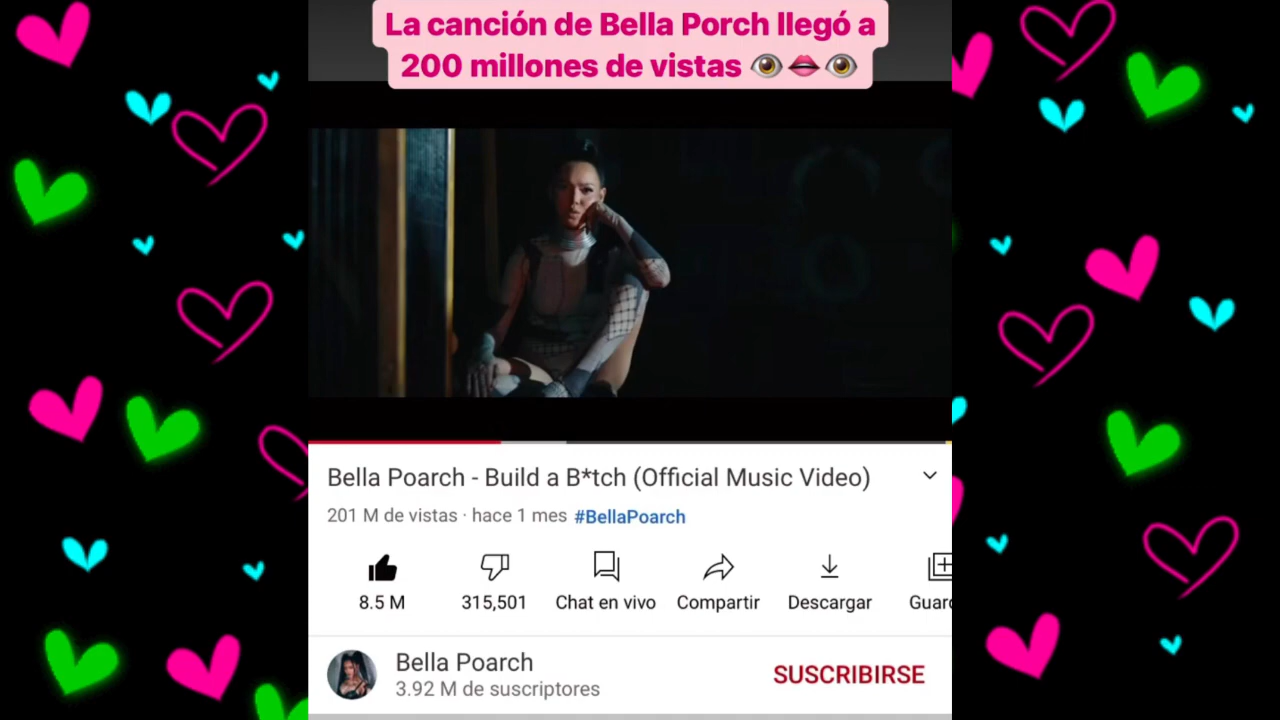 La canción de Bella Porch llegó a
200 millones de vistas 👁👄👁
Bella Poarch - Build a B*tch (Official Music Video)
201 M de vistas · hace 1 mes #BellaPoarch
8.5 M 315,501 Chat en vivo Compartir Descargar Guar
Bella Poarch SUSCRIBIRSE
3.92 M de suscriptores